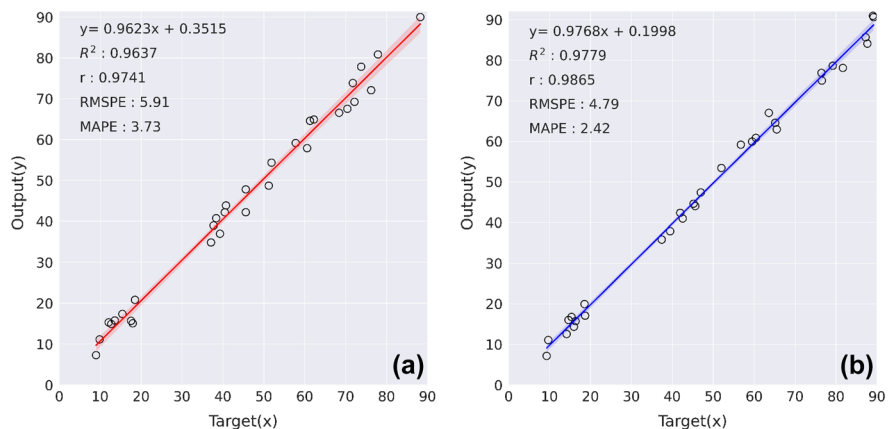 y= 0.9623x + 0.3515
R² : 0.9637
r : 0.9741
RMSPE : 5.91
MAPE : 3.73
90
80
70
60
50
40
30
20
10
0
Output(y)
(a)
0 10 20 30 40 50 60 70 80 90
Target(x)
y= 0.9768x + 0.1998
R² : 0.9779
r : 0.9865
RMSPE : 4.79
MAPE : 2.42
90
80
70
60
50
40
30
20
10
0
Output(y)
(b)
0 10 20 30 40 50 60 70 80 90
Target(x)